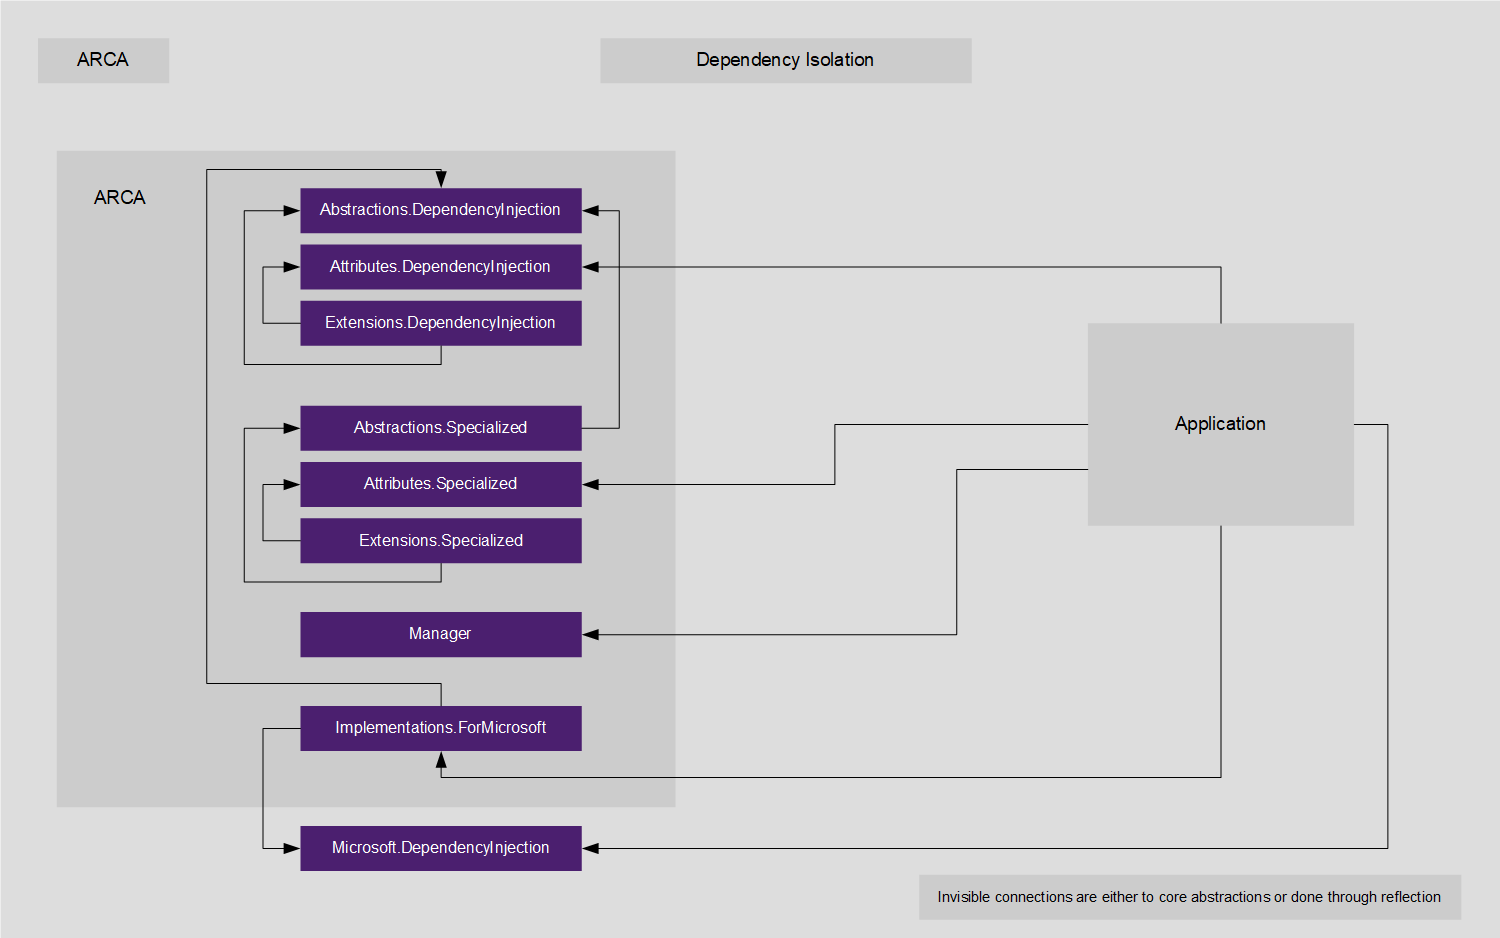 ARCA
Dependency Isolation
ARCA
Abstractions.DependencyInjection
Attributes.DependencyInjection
Extensions.DependencyInjection
Abstractions.Specialized
Attributes.Specialized
Extensions.Specialized
Manager
Implementations.ForMicrosoft
Microsoft.DependencyInjection
Application
Invisible connections are either to core abstractions or done through reflection